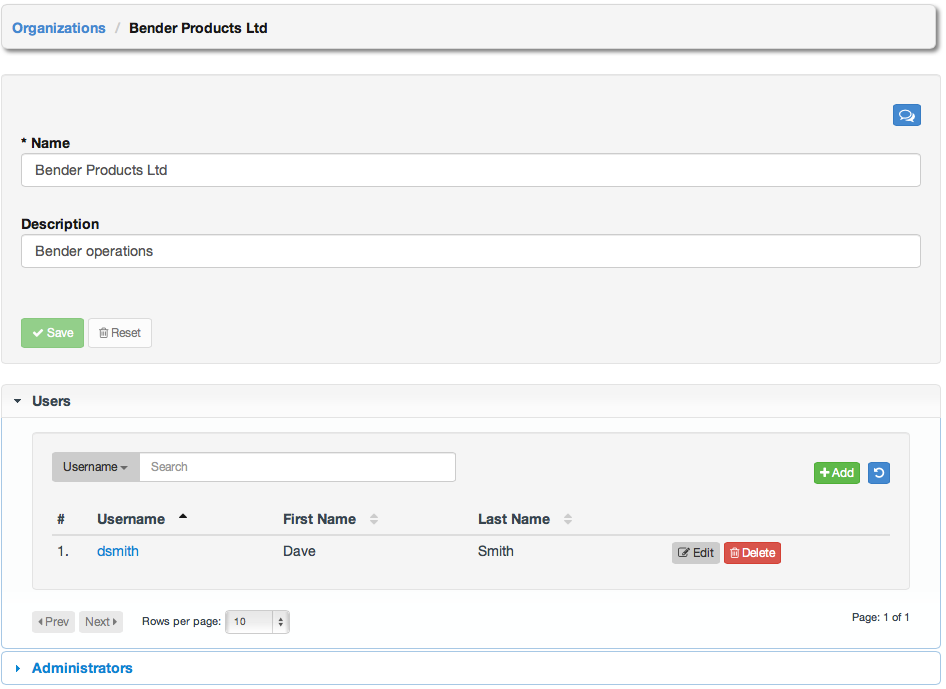 Organizations / Bender Products Ltd
* Name
Bender Products Ltd
Description
Bender operations
Save Reset
Users
Username Search
Add
# Username First Name Last Name
1. dsmith Dave Smith Edit Delete
Prev Next Rows per page: 10 Page: 1 of 1
Administrators